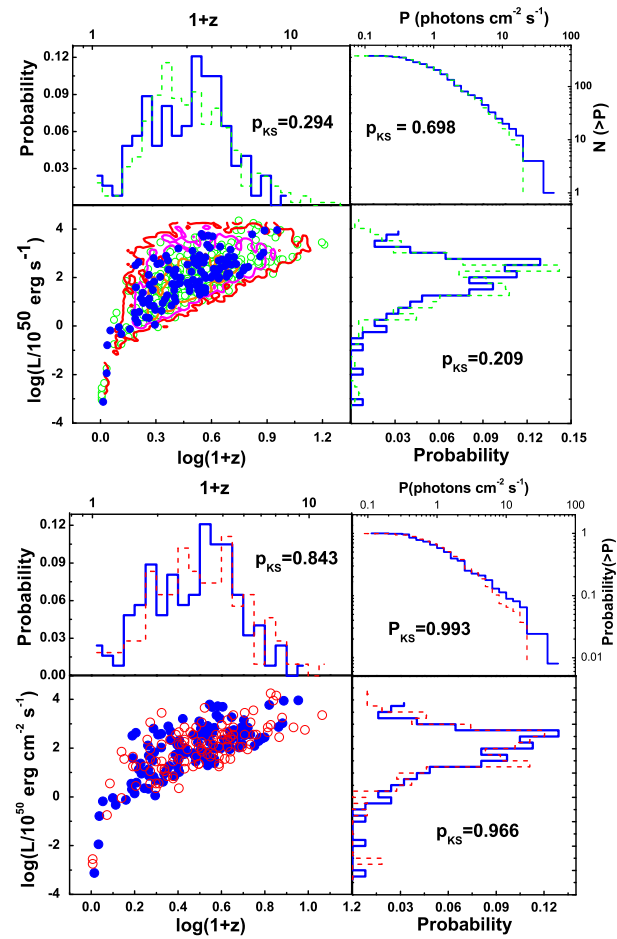 1+z
P (photons cm⁻² s⁻¹)
1 10
0.1 1 10 100
0.12
0.09
0.06
0.03
Probability
p_KS=0.294
p_KS = 0.698
100
10
1
N (>P)
4
2
0
-2
-4
log(L/10⁵⁰ erg s⁻¹)
p_KS=0.209
0.0 0.3 0.6 0.9 1.2
0.03 0.06 0.09 0.12 0.15
log(1+z)
Probability
1+z
P(photons cm⁻² s⁻¹)
1 10
0.1 1 10 100
0.12
0.09
0.06
0.03
0.00
Probability
p_KS=0.843
P_KS=0.993
1
0.1
0.01
Probability(>P)
4
2
0
-2
-4
log(L/10⁵⁰ erg cm⁻² s⁻¹)
p_KS=0.966
0.0 0.2 0.4 0.6 0.8 1.0 1.2
0.03 0.06 0.09 0.12
log(1+z)
Probability